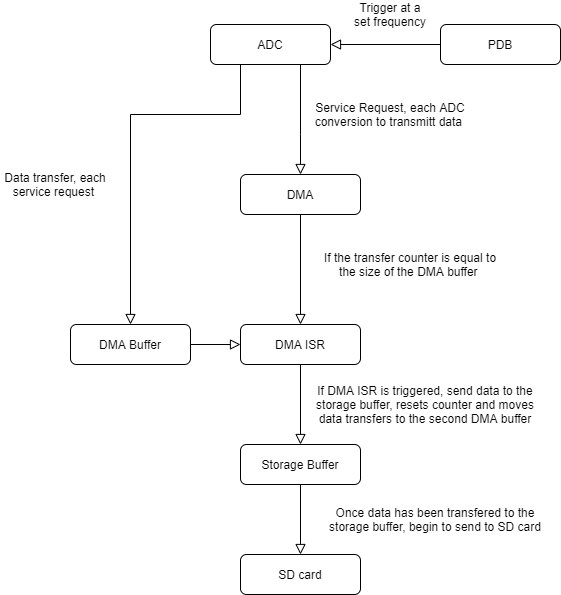 Trigger at a
set frequency
ADC
PDB
Service Request, each ADC
conversion to transmitt data
Data transfer, each
service request
DMA
If the transfer counter is equal to
the size of the DMA buffer
DMA Buffer
DMA ISR
If DMA ISR is triggered, send data to the
storage buffer, resets counter and moves
data transfers to the second DMA buffer
Storage Buffer
Once data has been transfered to the
storage buffer, begin to send to SD card
SD card